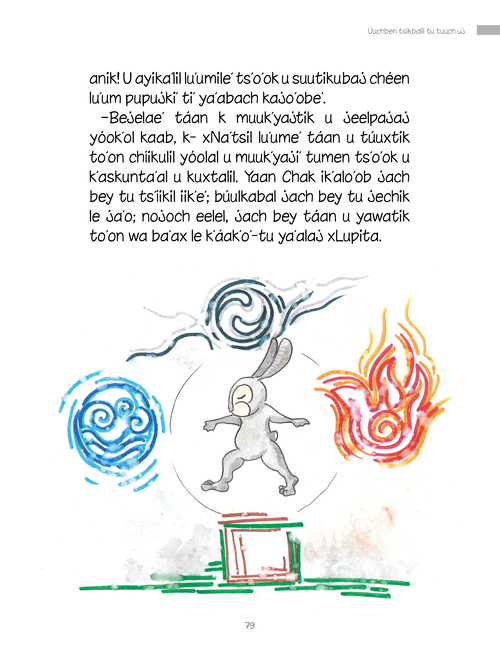 Úuchben tsikbalil tu tuuch uj
anik! U ayika'lil lu'umile' ts'o'ok u suutikubaj chéen
lu'um pupujki' ti' ya'abach kajo'obe'.
–Bejelae' táan k muuk'yajtik u jeelpajaj
yóok'ol kaab, k- xNa'tsil lu'ume' táan u túuxtik
to'on chíikulil yóolal u muuk'yaji' tumen ts'o'ok u
k'askunta'al u kuxtalil. Yaan Chak ik'alo'ob jach
bey tu ts'íikil iik'e'; búulkabal jach bey tu jechik
le ja'o; nojoch eelel, jach bey táan u yawatik
to'on wa ba'ax le k'áak'o'–tu ya'alaj xLupita.
79